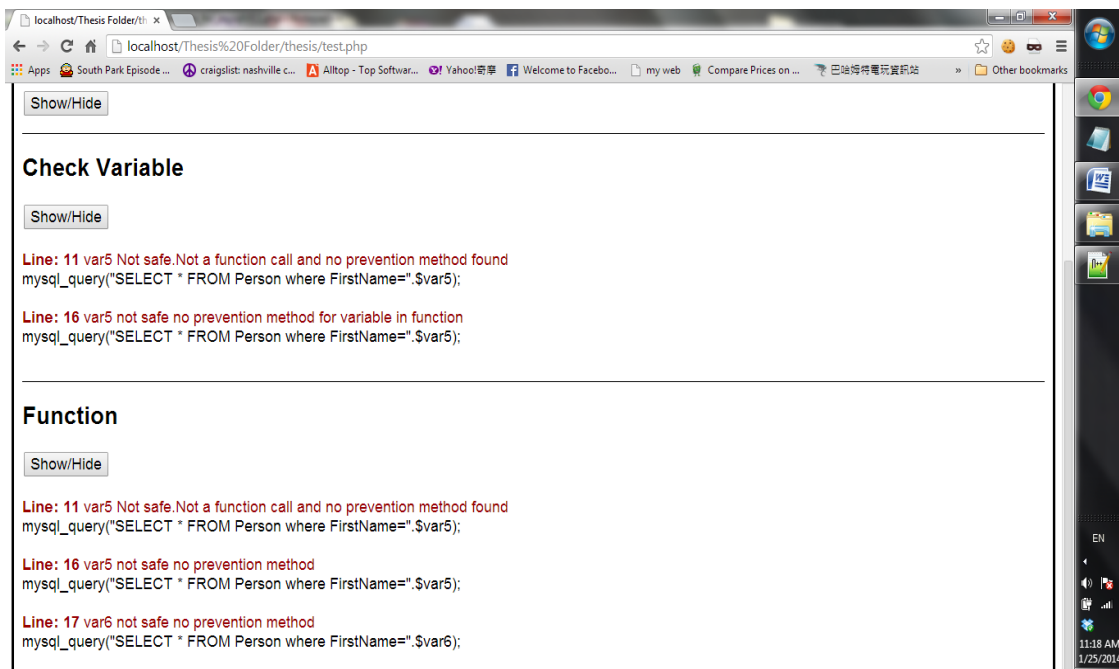 localhost/Thesis Folder/th
localhost/Thesis%20Folder/thesis/test.php
Apps South Park Episode ... craigslist: nashville c... Alltop - Top Softwar... Yahoo!奇摩 Welcome to Facebo... my web Compare Prices on ... 巴哈姆特電玩資訊站 » Other bookmarks
Show/Hide
Check Variable
Show/Hide
Line: 11 var5 Not safe.Not a function call and no prevention method found
mysql_query("SELECT * FROM Person where FirstName=".$var5);
Line: 16 var5 not safe no prevention method for variable in function
mysql_query("SELECT * FROM Person where FirstName=".$var5);
Function
Show/Hide
Line: 11 var5 Not safe.Not a function call and no prevention method found
mysql_query("SELECT * FROM Person where FirstName=".$var5);
Line: 16 var5 not safe no prevention method
mysql_query("SELECT * FROM Person where FirstName=".$var5);
Line: 17 var6 not safe no prevention method
mysql_query("SELECT * FROM Person where FirstName=".$var6);
EN
11:18 AM
1/25/2014